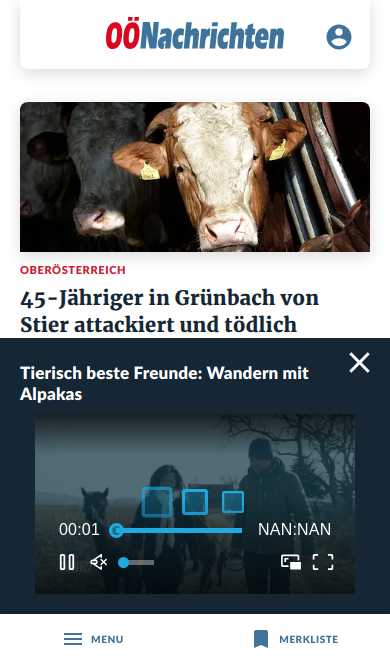 OÖNachrichten
OBERÖSTERREICH
45-Jähriger in Grünbach von
Stier attackiert und tödlich
Tierisch beste Freunde: Wandern mit
Alpakas
00:01 NAN:NAN
MENU MERKLISTE